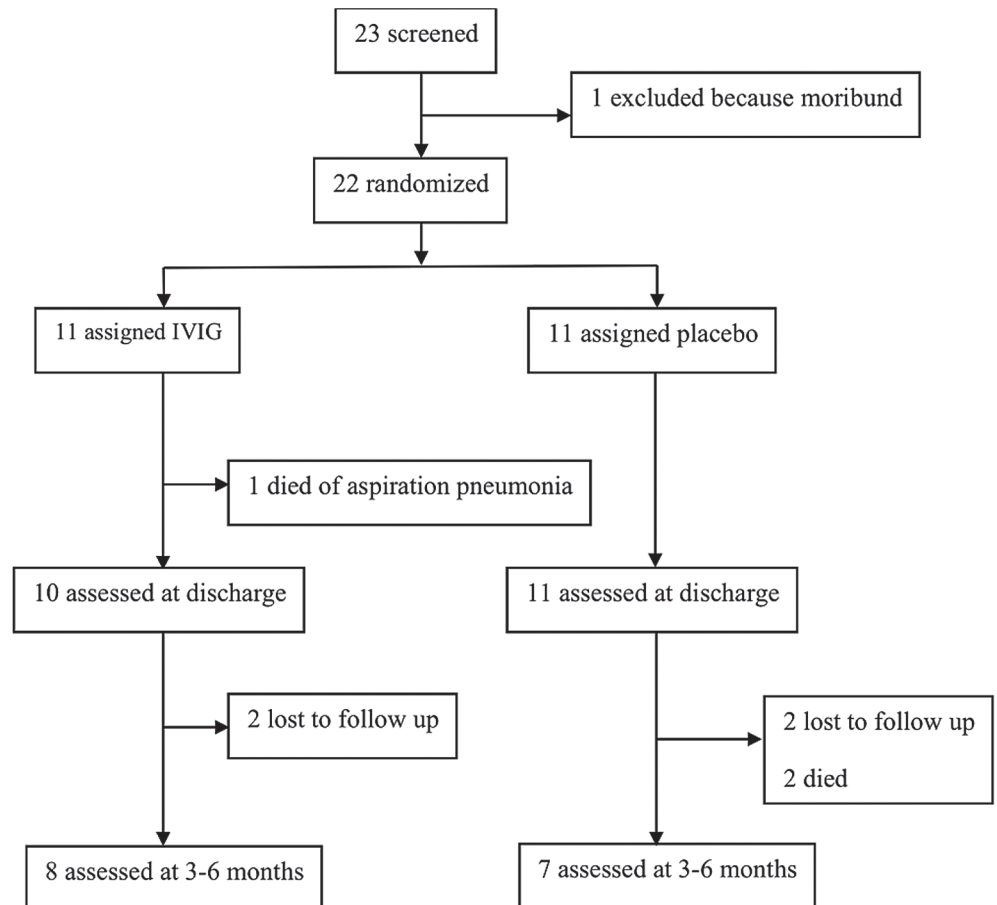 23 screened
1 excluded because moribund
22 randomized
11 assigned IVIG
11 assigned placebo
1 died of aspiration pneumonia
10 assessed at discharge
11 assessed at discharge
2 lost to follow up
2 lost to follow up
2 died
8 assessed at 3-6 months
7 assessed at 3-6 months